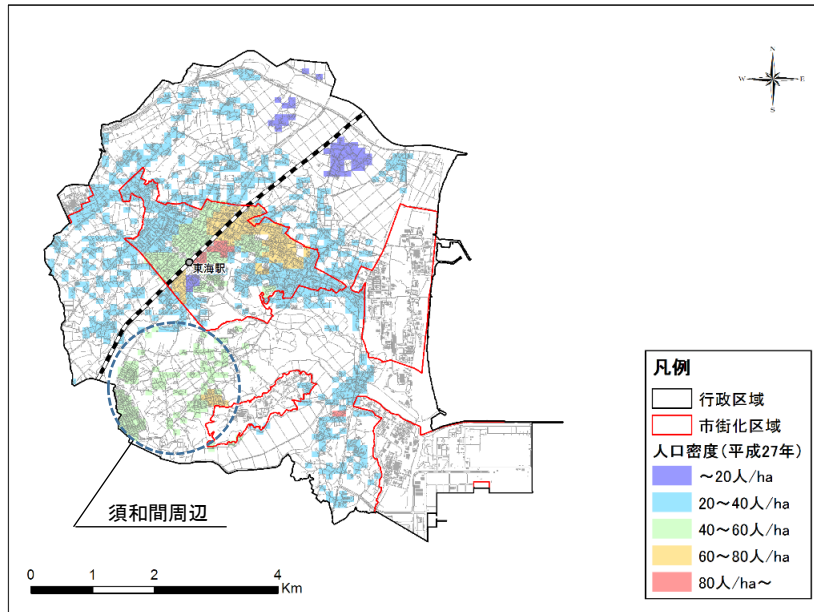 N
W
E
S
東海駅
須和間周辺
0
1
2
4
Km
凡例
行政区域
市街化区域
人口密度(平成27年)
～20人/ha
20～40人/ha
40～60人/ha
60～80人/ha
80人/ha～